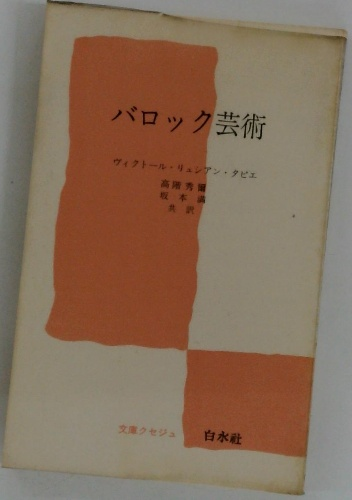 バロック芸術
ヴィクトール・リュシアン・タピエ
高階秀爾
坂本満
共訳
文庫クセジュ 白水社